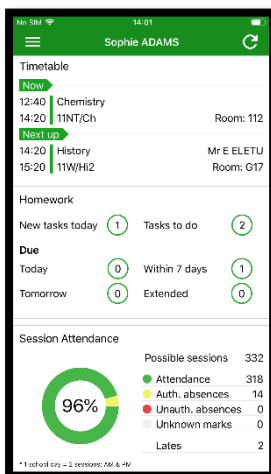 No SIM 14:01
Sophie ADAMS
Timetable
Now
12:40 Chemistry
14:20 11NT/Ch Room: 112
Next up
14:20 History Mr E ELETU
15:20 11W/Hi2 Room: G17
Homework
New tasks today 1 Tasks to do 2
Due
Today 0 Within 7 days 1
Tomorrow 0 Extended 0
Session Attendance
Possible sessions 332
Attendance 318
Auth. absences 14
96%
Unauth. absences 0
Unknown marks 0
Lates 2
* 1 school day = 2 sessions: AM & PM